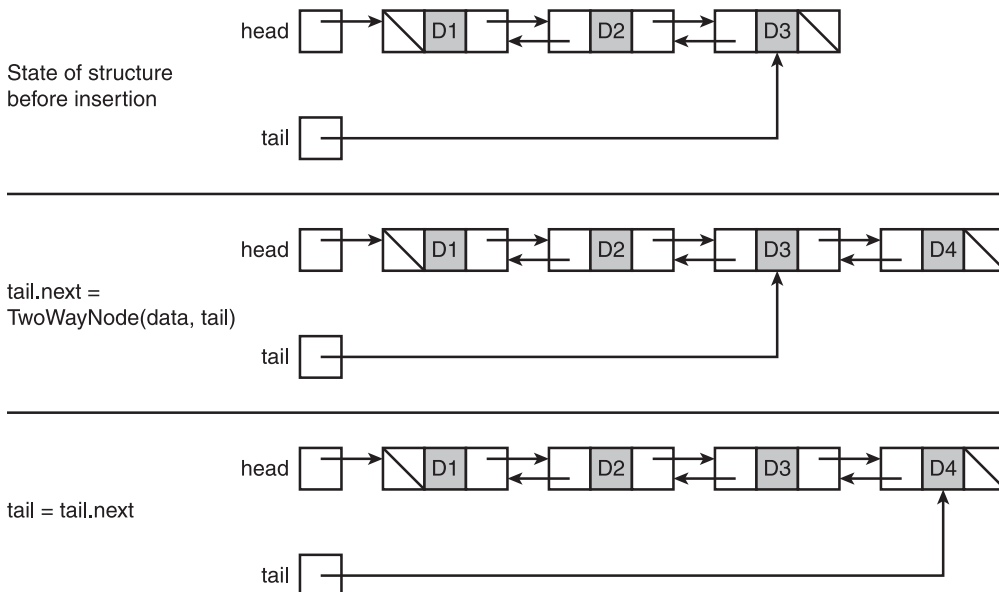 head D1 D2 D3
State of structure
before insertion
tail
head D1 D2 D3 D4
tail.next =
TwoWayNode(data, tail)
tail
head D1 D2 D3 D4
tail = tail.next
tail